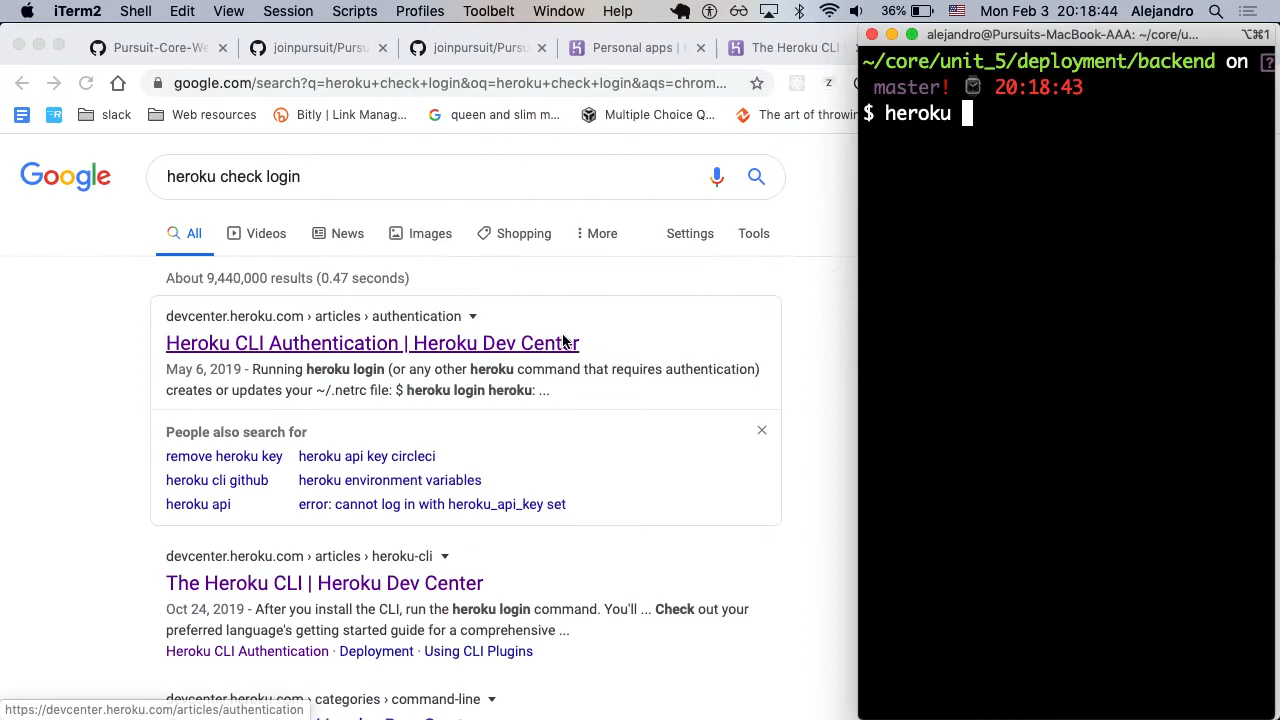 iTerm2 Shell Edit View Session Scripts Profiles Toolbelt Window Help 36% Mon Feb 3 20:18:44 Alejandro
Pursuit-Core-We × joinpursuit/Pursu × joinpursuit/Pursu × Personal apps | × The Heroku CLI
google.com/search?q=heroku+check+login&oq=heroku+check+login&aqs=chrom...
slack Web resources Bitly | Link Manag... queen and slim m... Multiple Choice Q... The art of throwin
Google
heroku check login
All Videos News Images Shopping More Settings Tools
About 9,440,000 results (0.47 seconds)
devcenter.heroku.com › articles › authentication
Heroku CLI Authentication | Heroku Dev Center
May 6, 2019 - Running heroku login (or any other heroku command that requires authentication)
creates or updates your ~/.netrc file: $ heroku login heroku: ...
People also search for
remove heroku key heroku api key circleci
heroku cli github heroku environment variables
heroku api error: cannot log in with heroku_api_key set
devcenter.heroku.com › articles › heroku-cli
The Heroku CLI | Heroku Dev Center
Oct 24, 2019 - After you install the CLI, run the heroku login command. You'll ... Check out your
preferred language's getting started guide for a comprehensive ...
Heroku CLI Authentication · Deployment · Using CLI Plugins
devcenter.heroku.com › categories › command-line
https://devcenter.heroku.com/articles/authentication
alejandro@Pursuits-MacBook-AAA: ~/core/u... ⌥⌘1
~/core/unit_5/deployment/backend on ?
master! 20:18:43
$ heroku